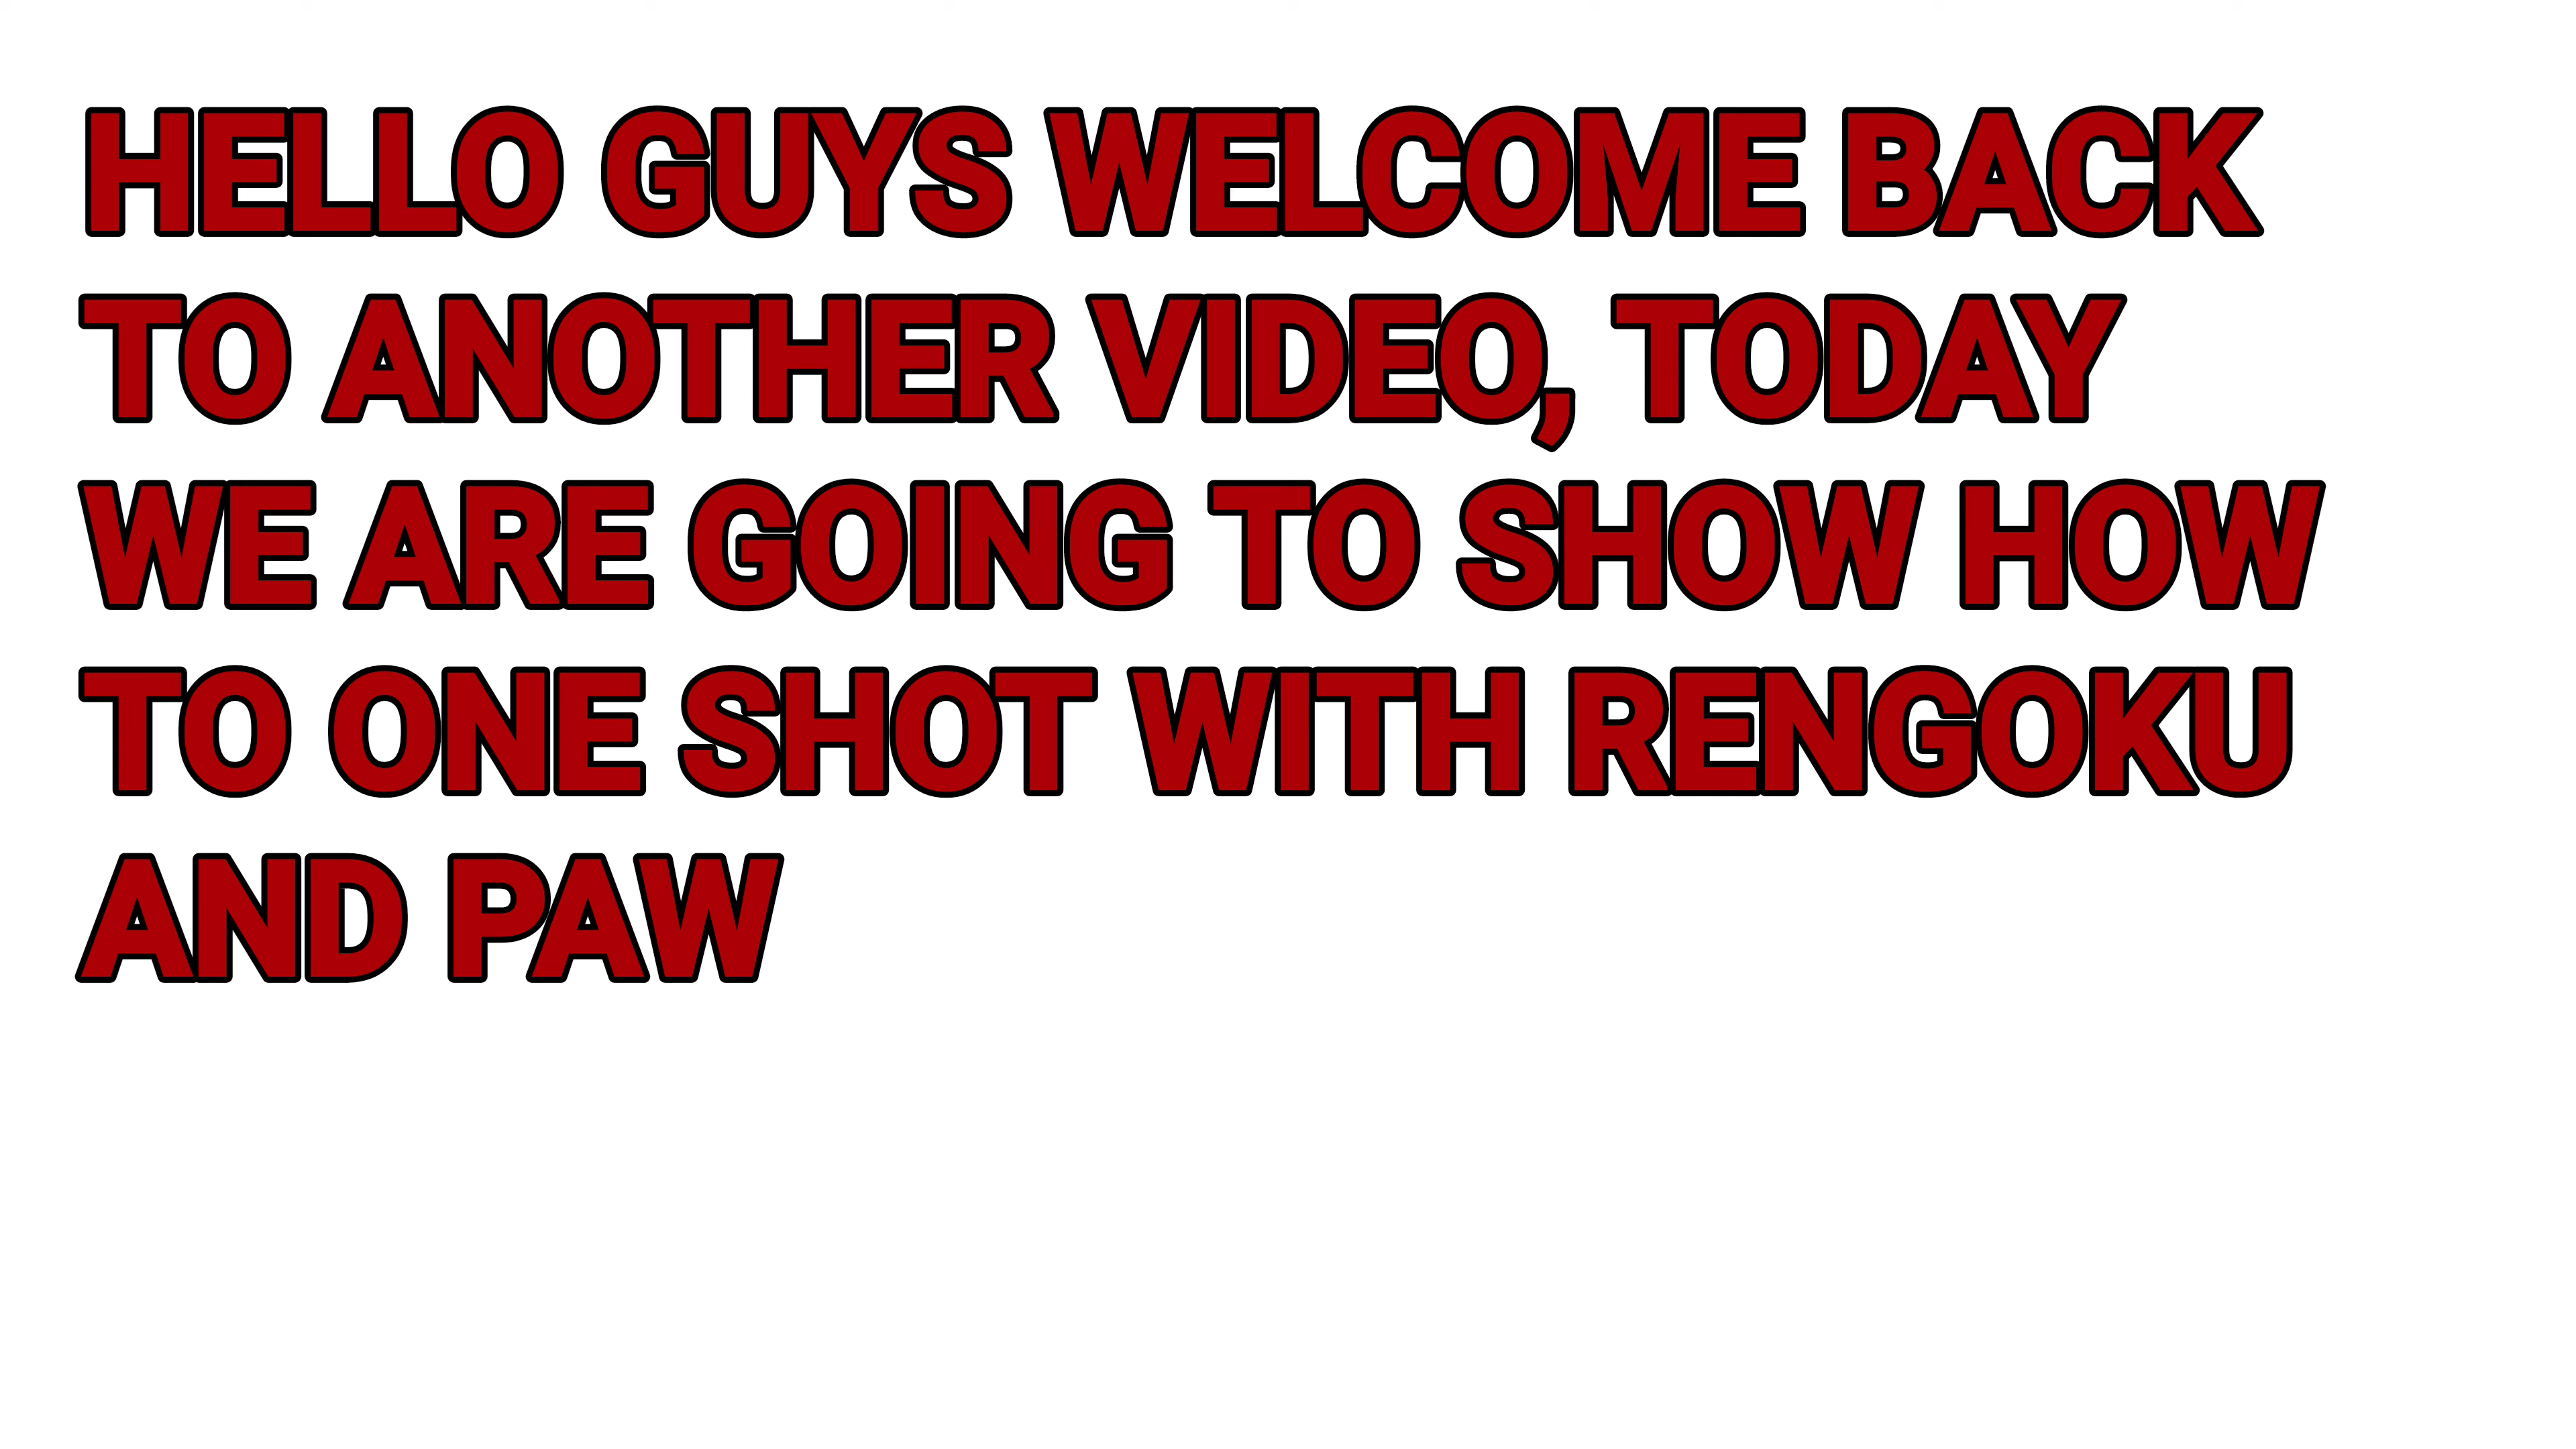 HELLO GUYS WELCOME BACK
TO ANOTHER VIDEO, TODAY
WE ARE GOING TO SHOW HOW
TO ONE SHOT WITH RENGOKU
AND PAW